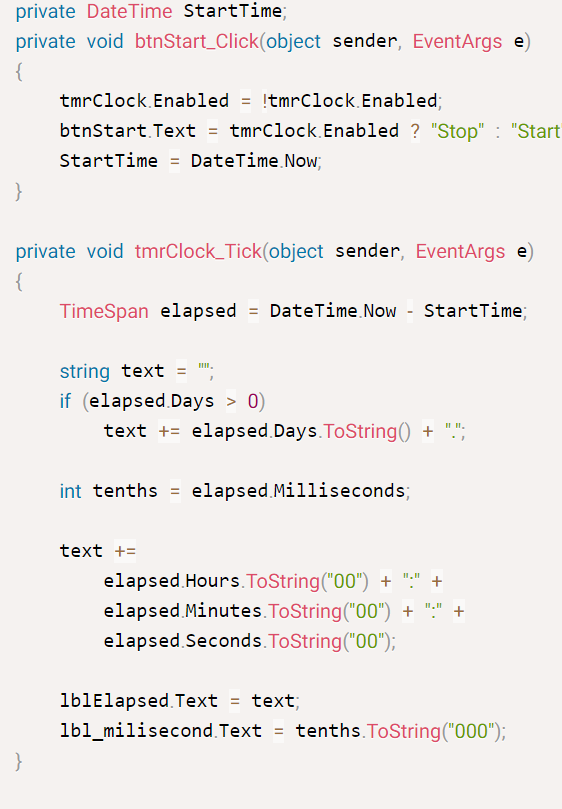 private DateTime StartTime;
private void btnStart_Click(object sender, EventArgs e)
{
tmrClock.Enabled = !tmrClock.Enabled;
btnStart.Text = tmrClock.Enabled ? "Stop" : "Start
StartTime = DateTime.Now;
}
private void tmrClock_Tick(object sender, EventArgs e)
{
TimeSpan elapsed = DateTime.Now - StartTime;
string text = "";
if (elapsed.Days > 0)
text += elapsed.Days.ToString() + ".";
int tenths = elapsed.Milliseconds;
text +=
elapsed.Hours.ToString("00") + ":" +
elapsed.Minutes.ToString("00") + ":" +
elapsed.Seconds.ToString("00");
lblElapsed.Text = text;
lbl_milisecond.Text = tenths.ToString("000");
}